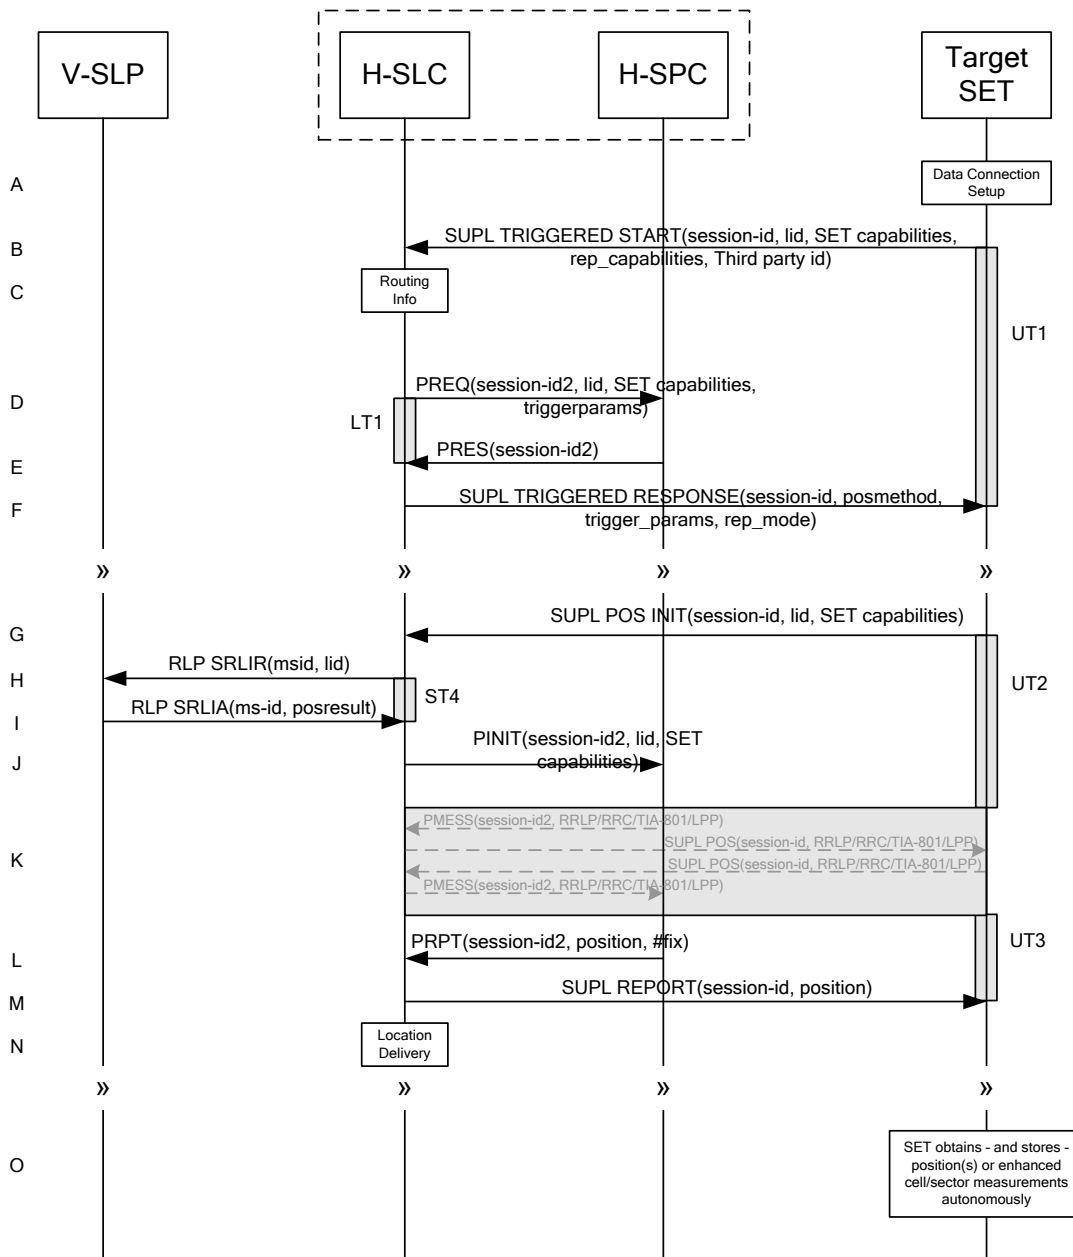 V-SLP
H-SLC
H-SPC
Target
SET
A
Data Connection
Setup
B
SUPL TRIGGERED START(session-id, lid, SET capabilities,
rep_capabilities, Third party id)
C
Routing
Info
UT1
D
PREQ(session-id2, lid, SET capabilities,
triggerparams)
LT1
E
PRES(session-id2)
F
SUPL TRIGGERED RESPONSE(session-id, posmethod,
trigger_params, rep_mode)
» » » »
G
SUPL POS INIT(session-id, lid, SET capabilities)
H
RLP SRLIR(msid, lid)
UT2
ST4
I
RLP SRLIA(ms-id, posresult)
J
PINIT(session-id2, lid, SET
capabilities)
PMESS(session-id2, RRLP/RRC/TIA-801/LPP)
SUPL POS(session-id, RRLP/RRC/TIA-801/LPP)
K
SUPL POS(session-id, RRLP/RRC/TIA-801/LPP)
PMESS(session-id2, RRLP/RRC/TIA-801/LPP)
L
PRPT(session-id2, position, #fix)
UT3
M
SUPL REPORT(session-id, position)
N
Location
Delivery
» » » »
O
SET obtains - and stores -
position(s) or enhanced
cell/sector measurements
autonomously